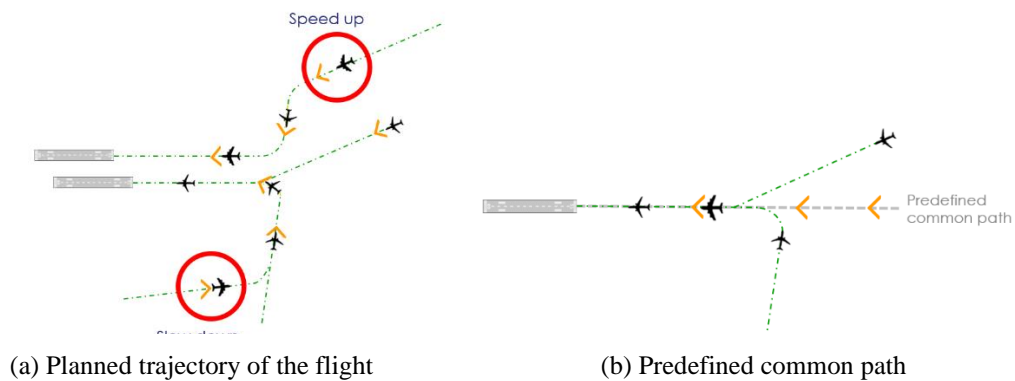 Speed up
Predefined
common path
(a) Planned trajectory of the flight
(b) Predefined common path